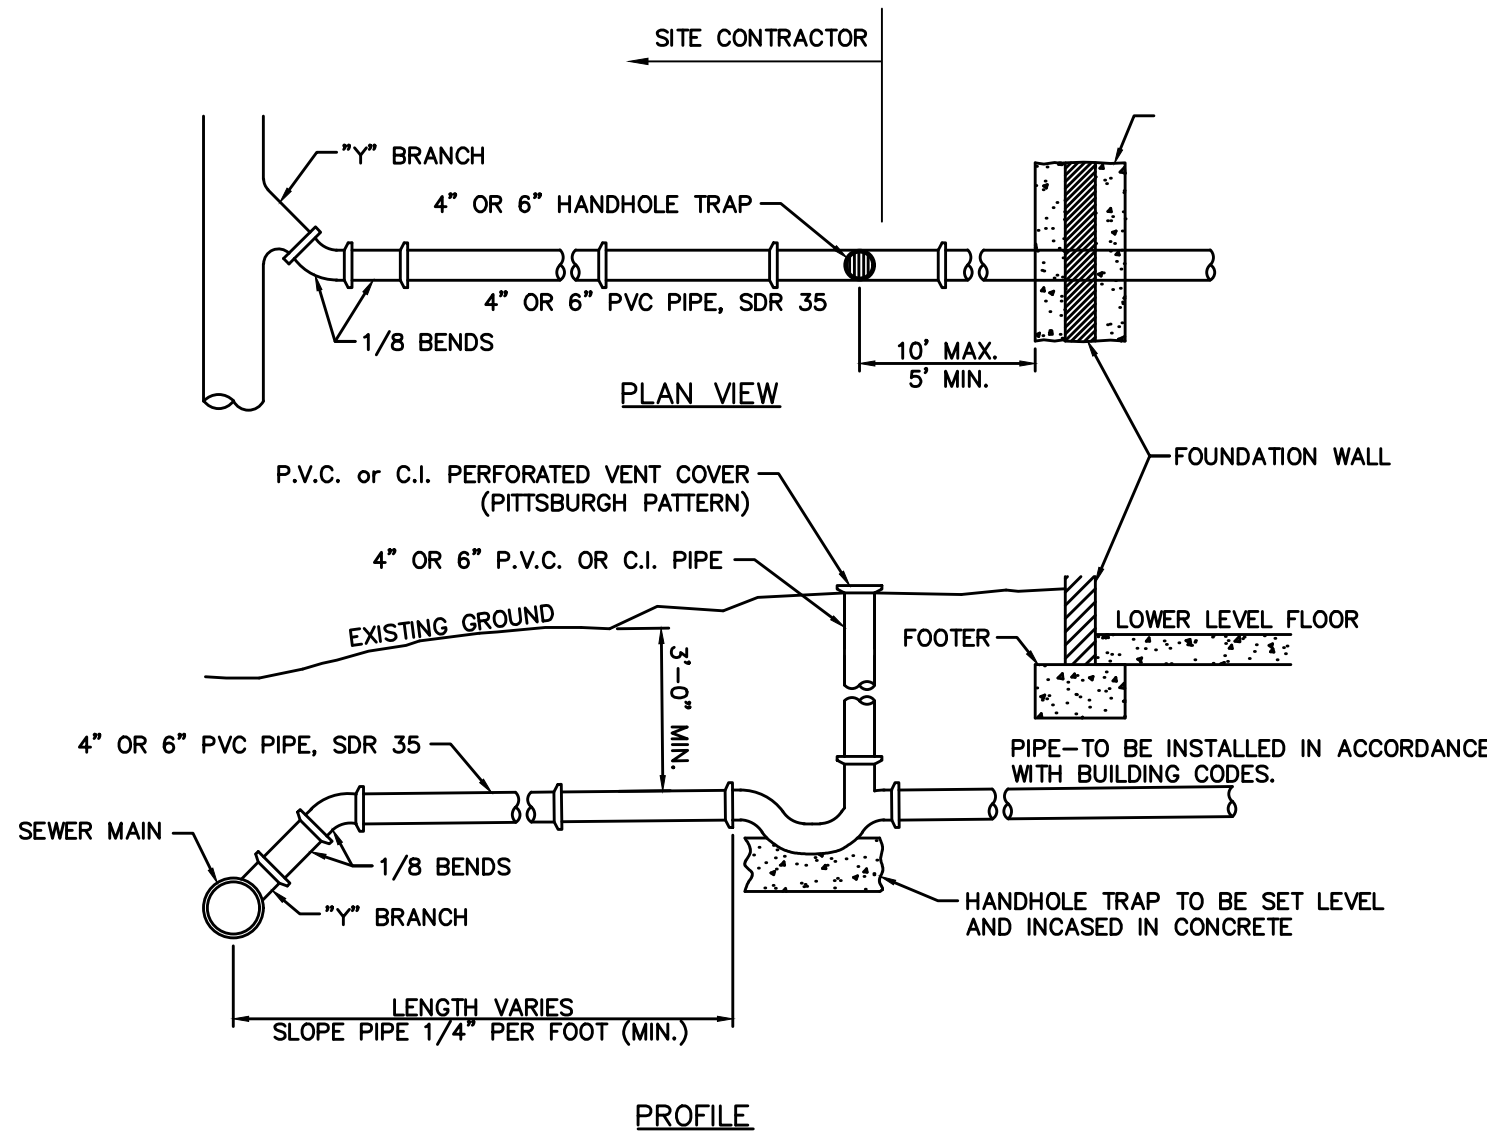 SITE CONTRACTOR
"Y" BRANCH
4" OR 6" HANDHOLE TRAP
4" OR 6" PVC PIPE, SDR 35
1/8 BENDS
10' MAX.
5' MIN.
PLAN VIEW
FOUNDATION WALL
P.V.C. or C.I. PERFORATED VENT COVER
(PITTSBURGH PATTERN)
4" OR 6" P.V.C. OR C.I. PIPE
EXISTING GROUND
LOWER LEVEL FLOOR
FOOTER
3'-0" MIN.
4" OR 6" PVC PIPE, SDR 35
PIPE-TO BE INSTALLED IN ACCORDANCE
WITH BUILDING CODES.
SEWER MAIN
1/8 BENDS
"Y" BRANCH
HANDHOLE TRAP TO BE SET LEVEL
AND INCASED IN CONCRETE
LENGTH VARIES
SLOPE PIPE 1/4" PER FOOT (MIN.)
PROFILE